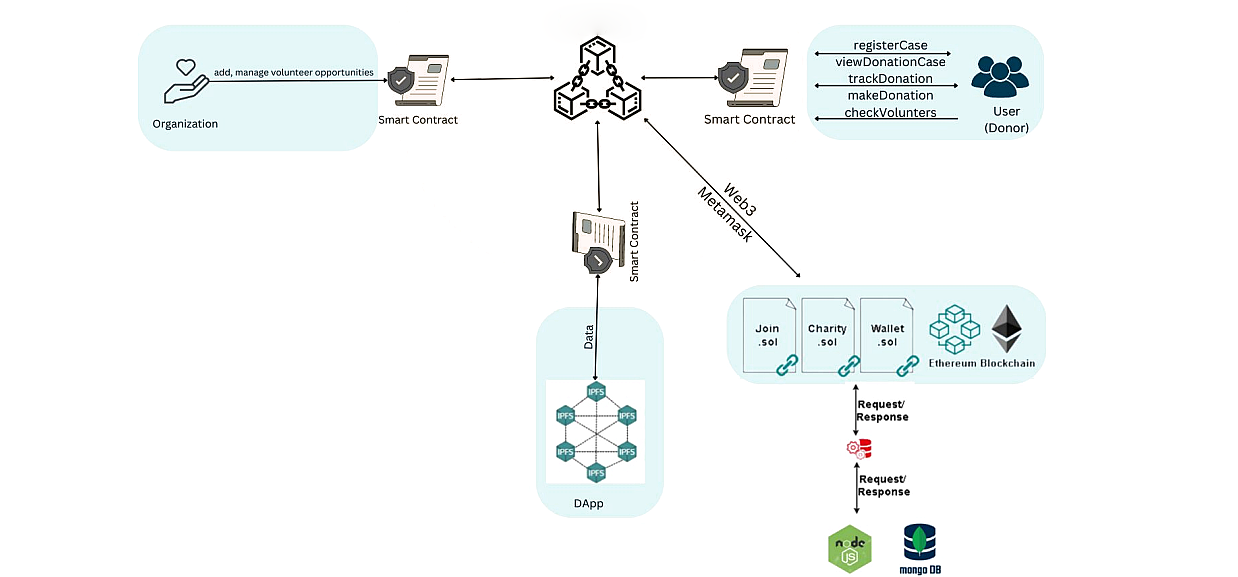 add, manage volunteer opportunities
Organization
Smart Contract
Smart Contract
registerCase
viewDonationCase
trackDonation
makeDonation
checkVolunters
User
(Donor)
Web3
Metamask
Smart Contract
Data
IPFS
IPFS
IPFS
IPFS
IPFS
IPFS
DApp
Join
.sol
Charity
.sol
Wallet
.sol
Ethereum Blockchain
Request/
Response
Request/
Response
node
JS
mongo DB